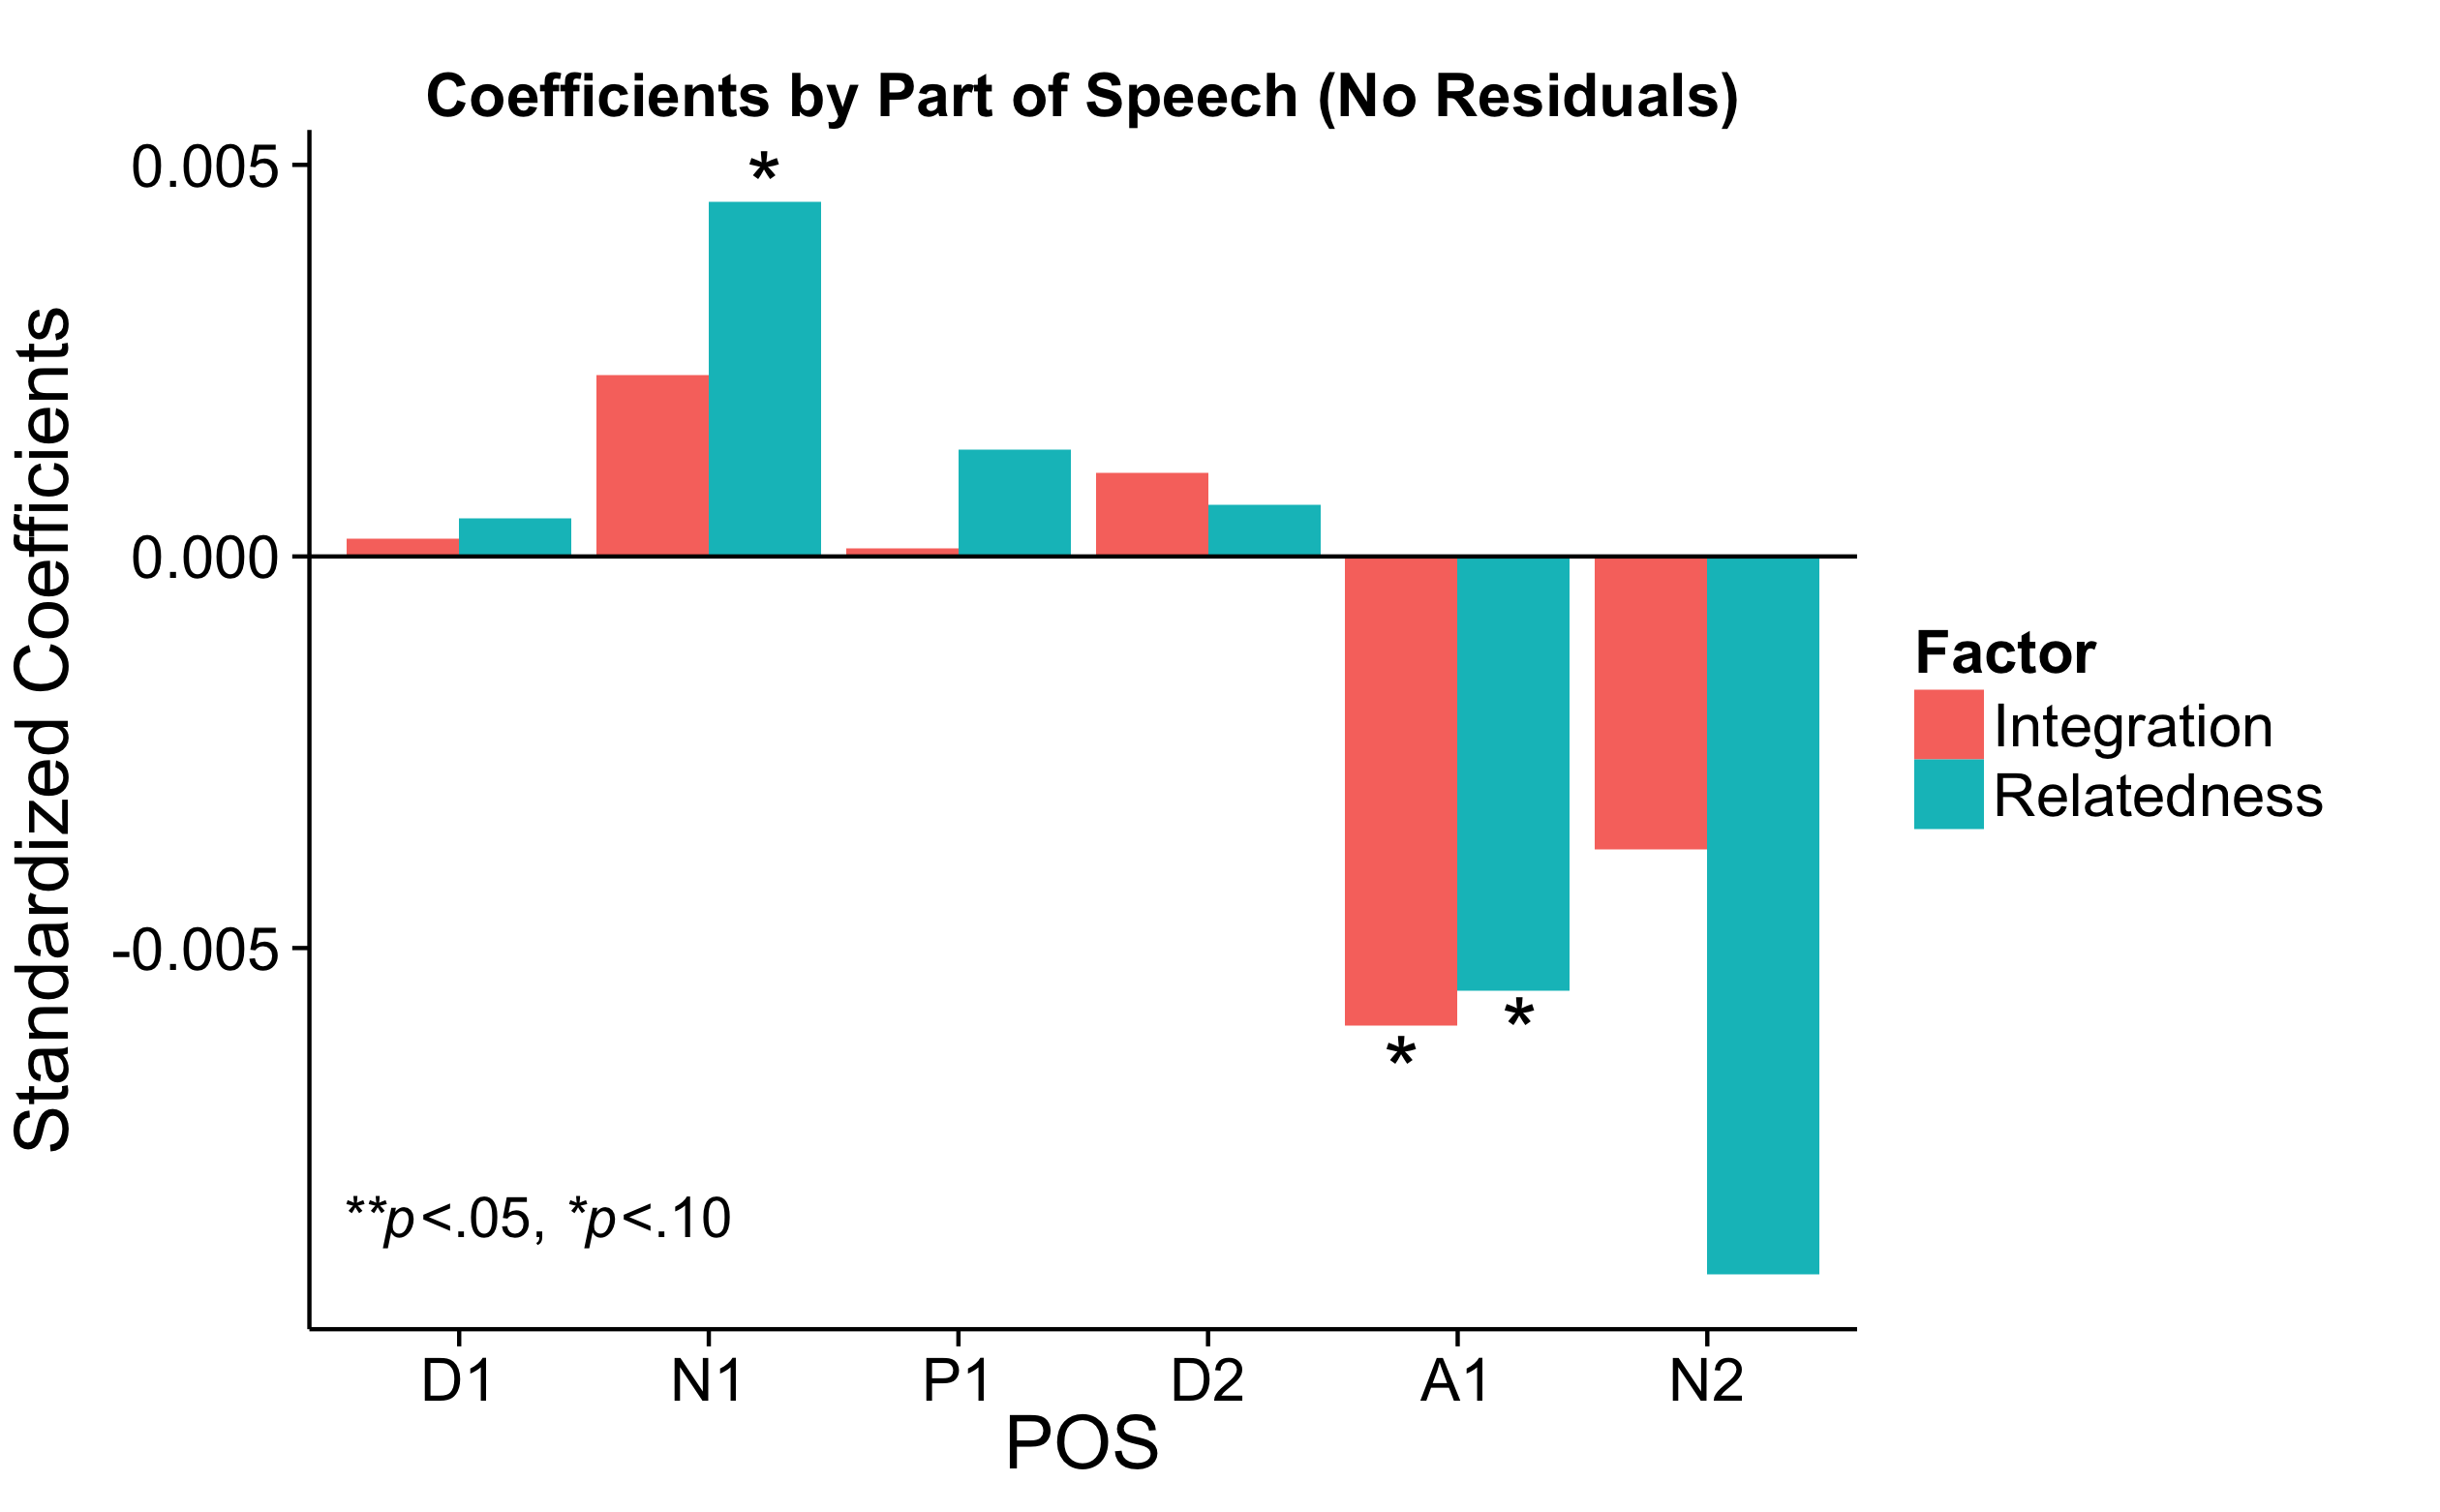 Coefficients by Part of Speech (No Residuals)
Standardized Coefficients
0.005
0.000
-0.005
*
*
*
**p<.05, *p<.10
D1 N1 P1 D2 A1 N2
POS
Factor
Integration
Relatedness